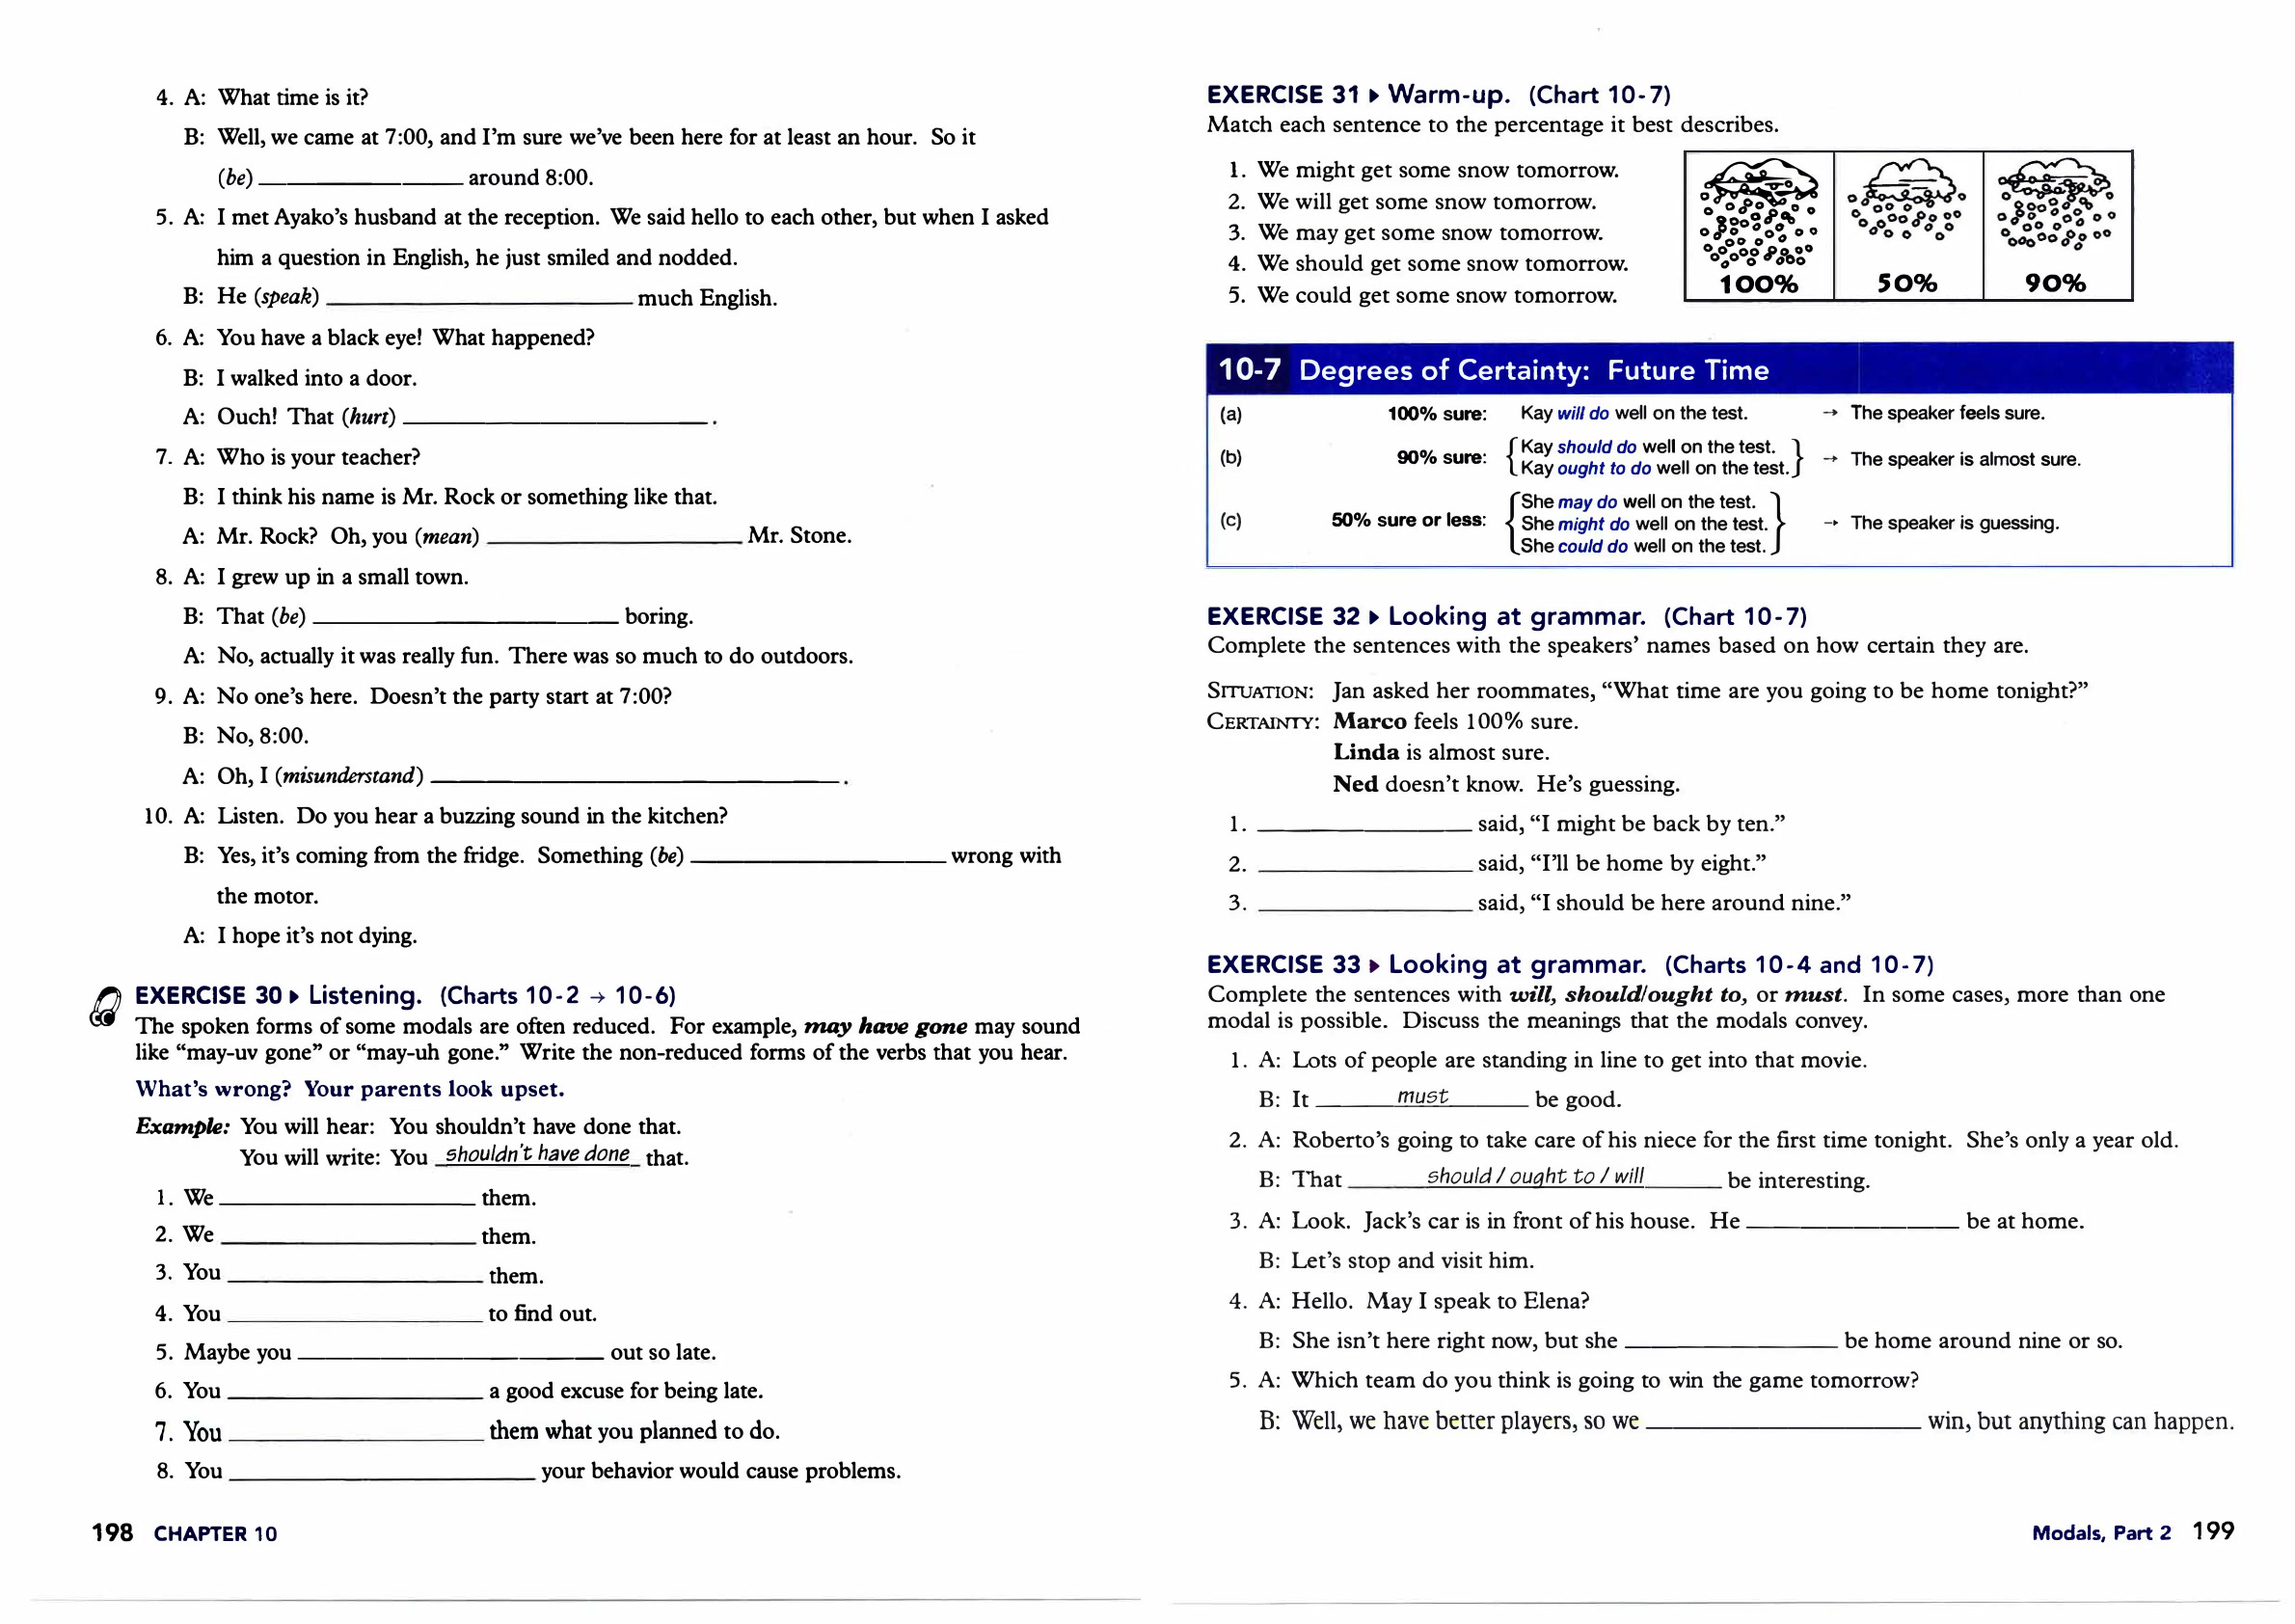 4. A: What time is it?
B: Well, we came at 7:00, and I'm sure we've been here for at least an hour. So it
(be) ____________ around 8:00.
5. A: I met Ayako's husband at the reception. We said hello to each other, but when I asked
him a question in English, he just smiled and nodded.
B: He (speak) ____________ much English.
6. A: You have a black eye! What happened?
B: I walked into a door.
A: Ouch! That (hurt) ____________.
7. A: Who is your teacher?
B: I think his name is Mr. Rock or something like that.
A: Mr. Rock? Oh, you (mean) ____________ Mr. Stone.
8. A: I grew up in a small town.
B: That (be) ____________ boring.
A: No, actually it was really fun. There was so much to do outdoors.
9. A: No one's here. Doesn't the party start at 7:00?
B: No, 8:00.
A: Oh, I (misunderstand) ____________.
10. A: Listen. Do you hear a buzzing sound in the kitchen?
B: Yes, it's coming from the fridge. Something (be) ____________ wrong with
the motor.
A: I hope it's not dying.
EXERCISE 30 ▸ Listening. (Charts 10-2 → 10-6)
The spoken forms of some modals are often reduced. For example, may have gone may sound
like “may-uv gone” or “may-uh gone.” Write the non-reduced forms of the verbs that you hear.
What's wrong? Your parents look upset.
Example: You will hear: You shouldn't have done that.
You will write: You shouldn't have done that.
1. We ____________ them.
2. We ____________ them.
3. You ____________ them.
4. You ____________ to find out.
5. Maybe you ____________ out so late.
6. You ____________ a good excuse for being late.
7. You ____________ them what you planned to do.
8. You ____________ your behavior would cause problems.
198 CHAPTER 10
EXERCISE 31 ▸ Warm-up. (Chart 10-7)
Match each sentence to the percentage it best describes.
1. We might get some snow tomorrow.
2. We will get some snow tomorrow.
3. We may get some snow tomorrow.
4. We should get some snow tomorrow.
5. We could get some snow tomorrow.
100% 50% 90%
10-7 Degrees of Certainty: Future Time
(a) 100% sure: Kay will do well on the test. → The speaker feels sure.
(b) 90% sure: Kay should do well on the test.
Kay ought to do well on the test. → The speaker is almost sure.
(c) 50% sure or less: She may do well on the test.
She might do well on the test. → The speaker is guessing.
She could do well on the test.
EXERCISE 32 ▸ Looking at grammar. (Chart 10-7)
Complete the sentences with the speakers' names based on how certain they are.
SITUATION: Jan asked her roommates, “What time are you going to be home tonight?”
CERTAINTY: Marco feels 100% sure.
Linda is almost sure.
Ned doesn't know. He's guessing.
1. ____________ said, “I might be back by ten.”
2. ____________ said, “I'll be home by eight.”
3. ____________ said, “I should be here around nine.”
EXERCISE 33 ▸ Looking at grammar. (Charts 10-4 and 10-7)
Complete the sentences with will, should/ought to, or must. In some cases, more than one
modal is possible. Discuss the meanings that the modals convey.
1. A: Lots of people are standing in line to get into that movie.
B: It must be good.
2. A: Roberto's going to take care of his niece for the first time tonight. She's only a year old.
B: That should / ought to / will be interesting.
3. A: Look. Jack's car is in front of his house. He ____________ be at home.
B: Let's stop and visit him.
4. A: Hello. May I speak to Elena?
B: She isn't here right now, but she ____________ be home around nine or so.
5. A: Which team do you think is going to win the game tomorrow?
B: Well, we have better players, so we ____________ win, but anything can happen.
Modals, Part 2 199